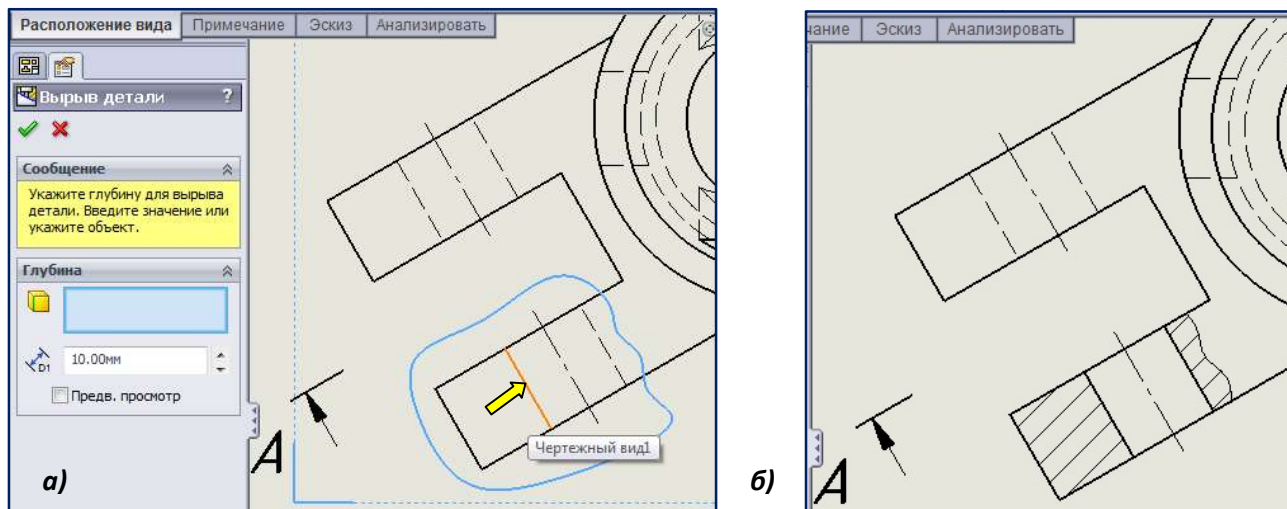 Расположение вида Примечание Эскиз Анализировать
Вырыв детали ?
Сообщение
Укажите глубину для вырыва
детали. Введите значение или
укажите объект.
Глубина
D1 10.00мм
Предв. просмотр
Чертежный вид1
А
а)
чание Эскиз Анализировать
А
б)